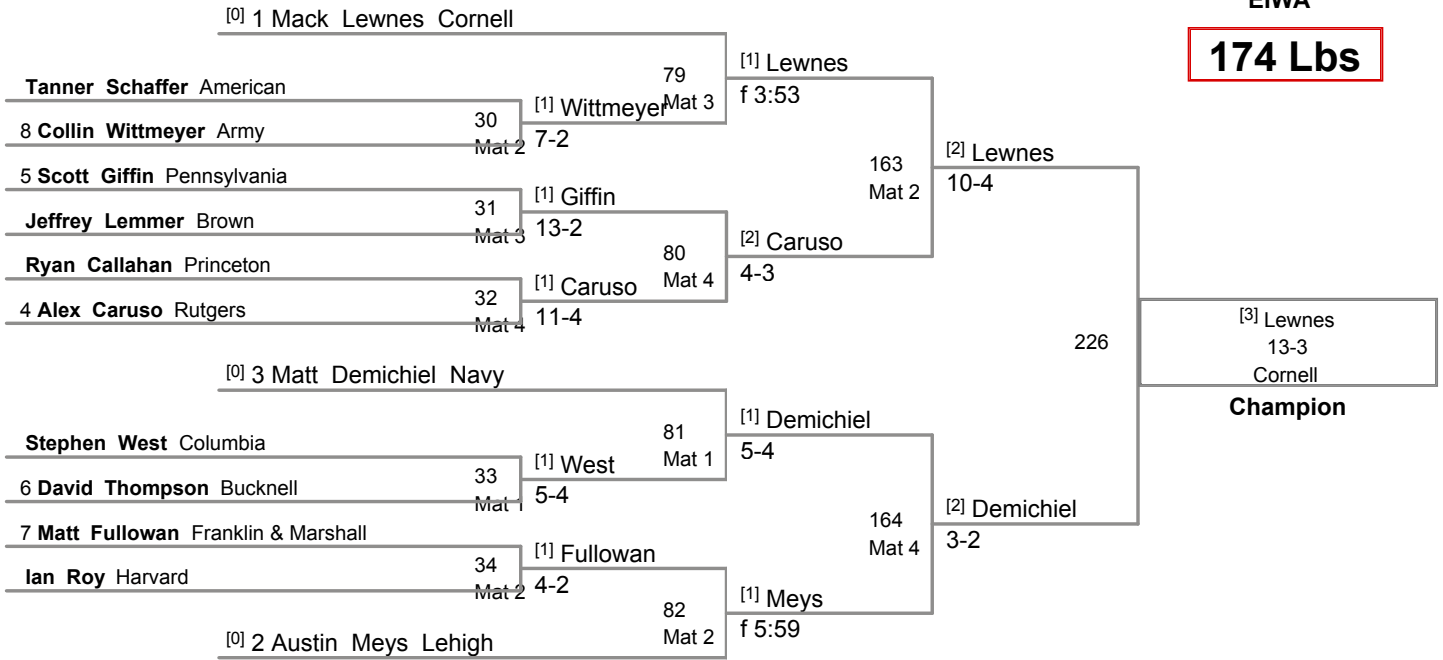 EIWA
174 Lbs
[0] 1 Mack Lewnes Cornell
Tanner Schaffer American
8 Collin Wittmeyer Army
5 Scott Giffin Pennsylvania
Jeffrey Lemmer Brown
Ryan Callahan Princeton
4 Alex Caruso Rutgers
[0] 3 Matt Demichiel Navy
Stephen West Columbia
6 David Thompson Bucknell
7 Matt Fullowan Franklin & Marshall
Ian Roy Harvard
[0] 2 Austin Meys Lehigh
30
Mat 2
31
Mat 3
32
Mat 4
33
Mat 1
34
Mat 2
[1] Wittmeyer
7-2
[1] Giffin
13-2
[1] Caruso
11-4
[1] West
5-4
[1] Fullowan
4-2
79
Mat 3
80
Mat 4
81
Mat 1
82
Mat 2
[1] Lewnes
f 3:53
[2] Caruso
4-3
[1] Demichiel
5-4
[1] Meys
f 5:59
163
Mat 2
164
Mat 4
[2] Lewnes
10-4
[2] Demichiel
3-2
226
[3] Lewnes
13-3
Cornell
Champion